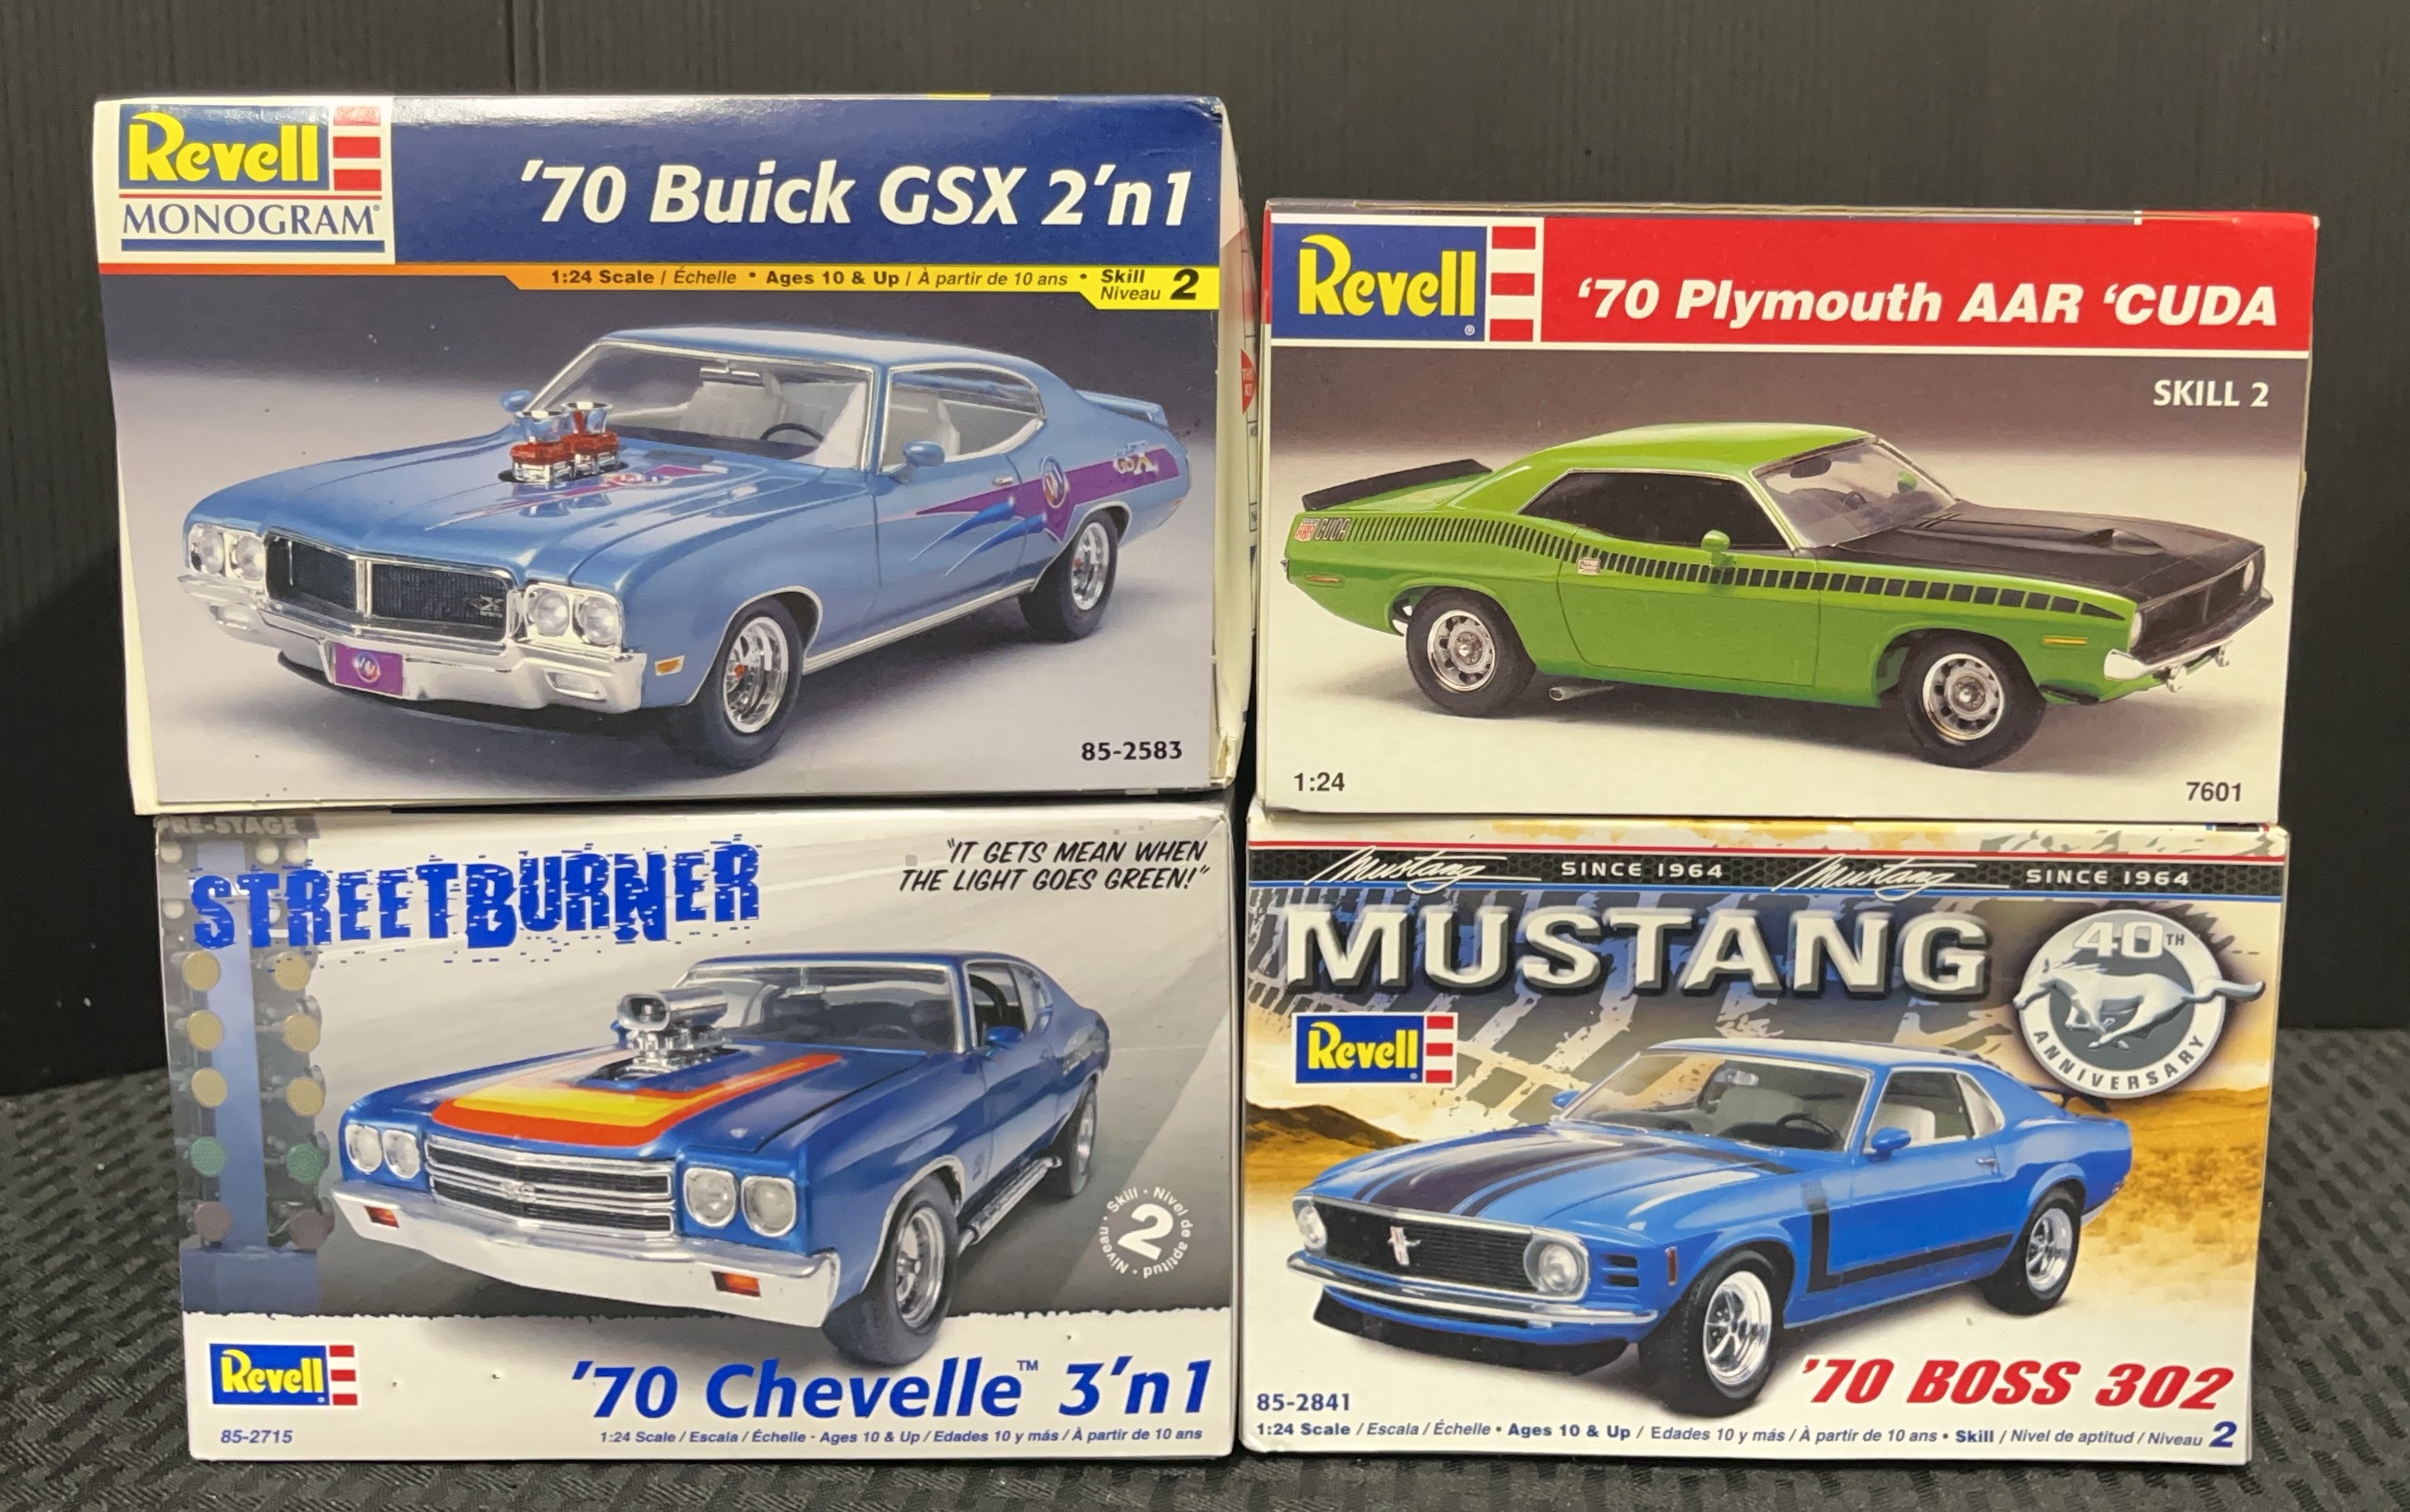 Revell
MONOGRAM®
'70 Buick GSX 2'n1
1:24 Scale / Échelle • Ages 10 & Up / À partir de 10 ans • Skill
Niveau 2
GSX
85-2583
Revell®
'70 Plymouth AAR 'CUDA
SKILL 2
AAR 'CUDA
1:24
7601
PRE-STAGE
STREETBURNER
"IT GETS MEAN WHEN
THE LIGHT GOES GREEN!"
SS
Skill • Nivel de aptitud • Niveau •
2
Revell®
'70 Chevelle™ 3'n1
85-2715
1:24 Scale / Escala / Échelle - Ages 10 & Up / Edades 10 y más / À partir de 10 ans
Mustang SINCE 1964 Mustang SINCE 1964
MUSTANG
40TH
ANNIVERSARY
Revell®
'70 BOSS 302
85-2841
1:24 Scale / Escala / Échelle • Ages 10 & Up / Edades 10 y más / À partir de 10 ans • Skill / Nivel de aptitud / Niveau 2